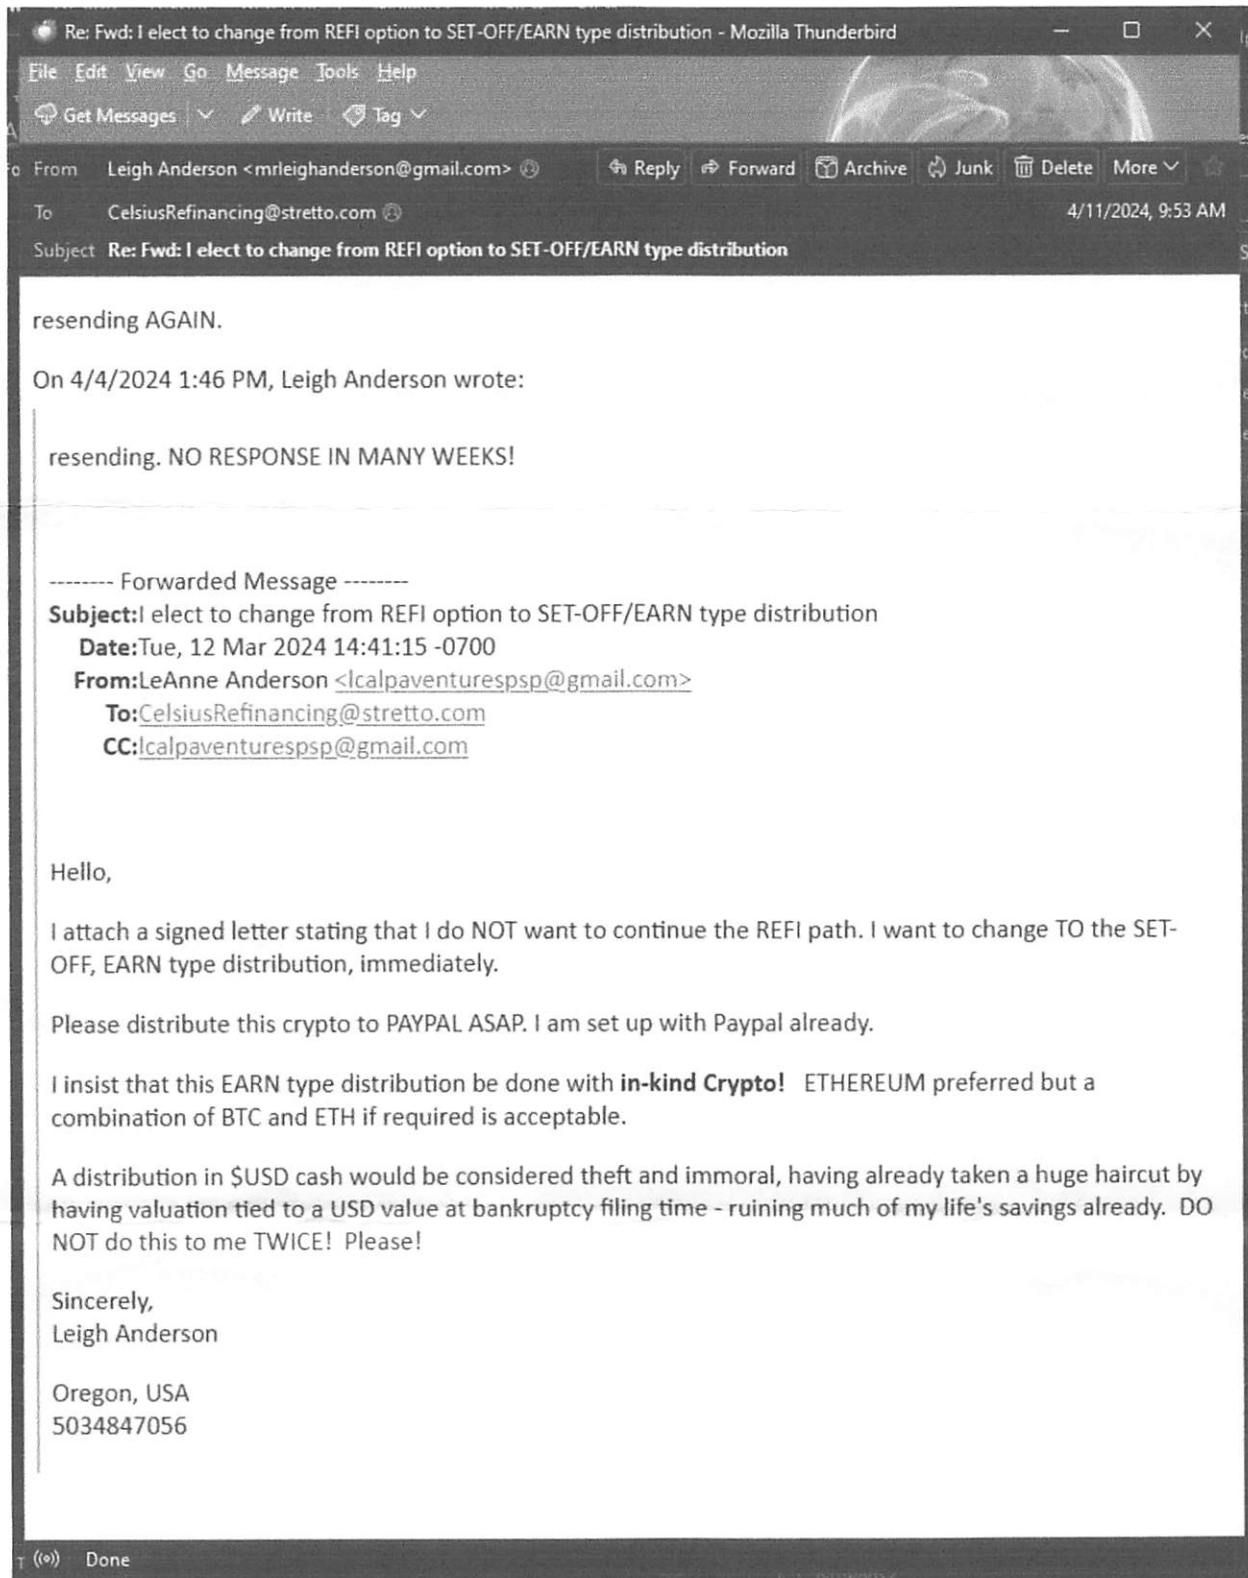 Re: Fwd: I elect to change from REFI option to SET-OFF/EARN type distribution - Mozilla Thunderbird
File Edit View Go Message Tools Help
Get Messages Write Tag
From Leigh Anderson <mrleighanderson@gmail.com> Reply Forward Archive Junk Delete More
To CelsiusRefinancing@stretto.com 4/11/2024, 9:53 AM
Subject Re: Fwd: I elect to change from REFI option to SET-OFF/EARN type distribution
resending AGAIN.
On 4/4/2024 1:46 PM, Leigh Anderson wrote:
resending. NO RESPONSE IN MANY WEEKS!
-------- Forwarded Message --------
Subject:I elect to change from REFI option to SET-OFF/EARN type distribution
Date:Tue, 12 Mar 2024 14:41:15 -0700
From:LeAnne Anderson <lcalpaventurespsp@gmail.com>
To:CelsiusRefinancing@stretto.com
CC:lcalpaventurespsp@gmail.com
Hello,
I attach a signed letter stating that I do NOT want to continue the REFI path. I want to change TO the SET-
OFF, EARN type distribution, immediately.
Please distribute this crypto to PAYPAL ASAP. I am set up with Paypal already.
I insist that this EARN type distribution be done with in-kind Crypto! ETHEREUM preferred but a
combination of BTC and ETH if required is acceptable.
A distribution in $USD cash would be considered theft and immoral, having already taken a huge haircut by
having valuation tied to a USD value at bankruptcy filing time - ruining much of my life's savings already. DO
NOT do this to me TWICE! Please!
Sincerely,
Leigh Anderson
Oregon, USA
5034847056
Done